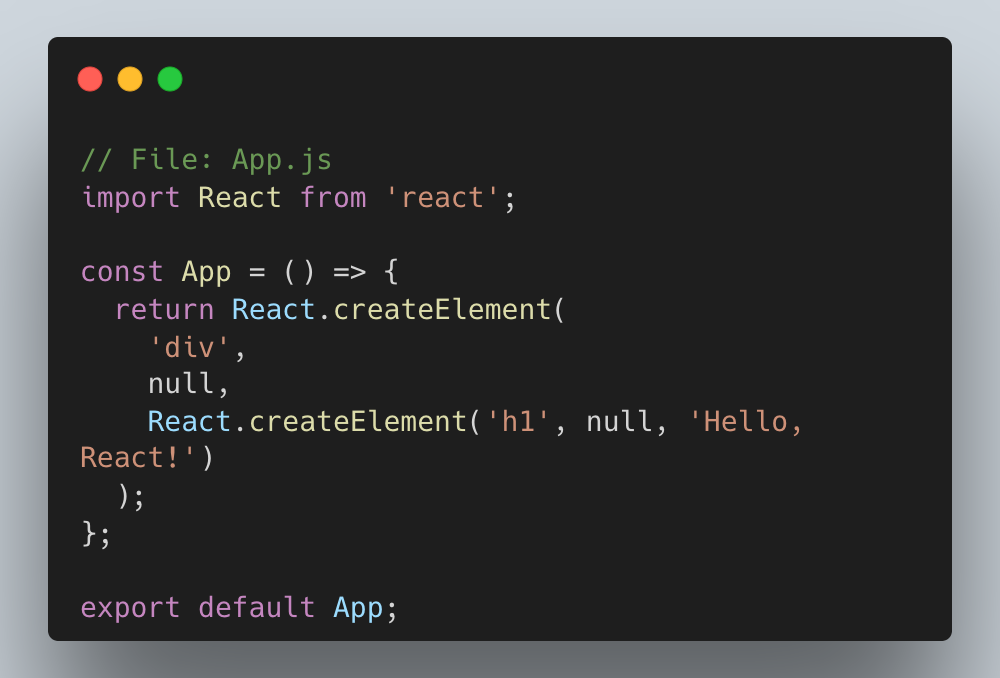 // File: App.js
import React from 'react';

const App = () => {
  return React.createElement(
    'div',
    null,
    React.createElement('h1', null, 'Hello,
React!')
  );
};

export default App;